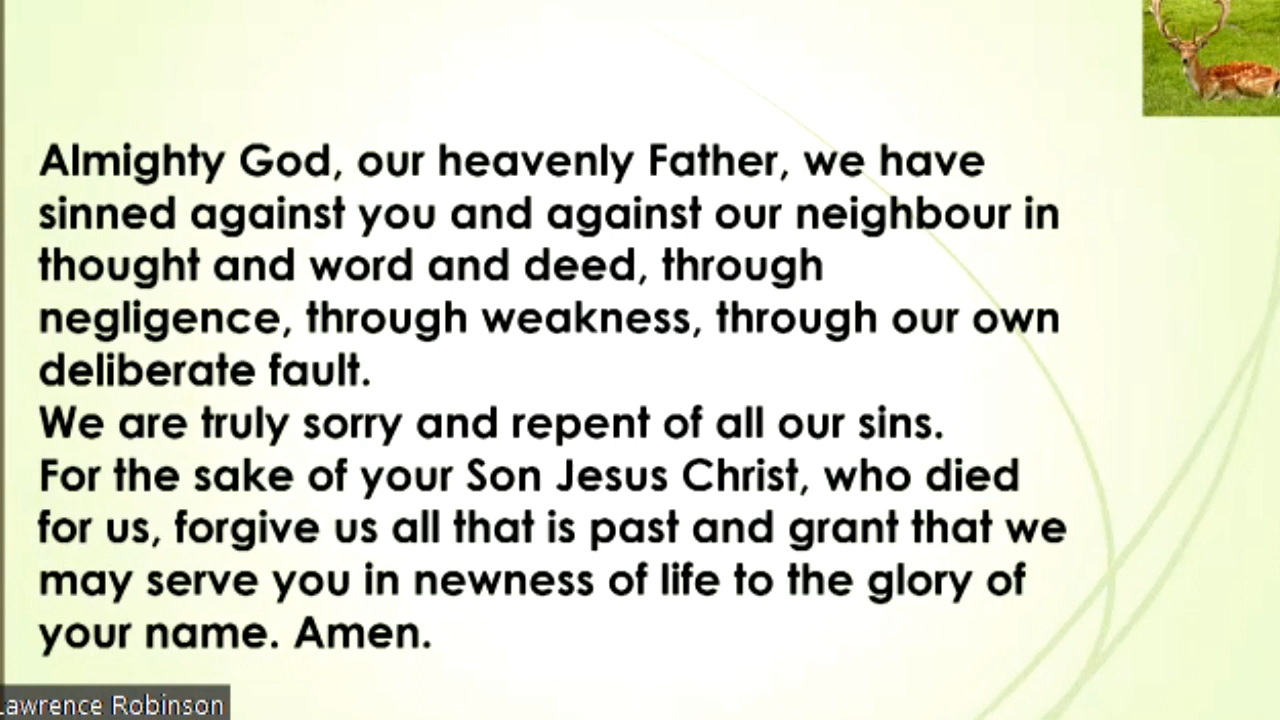 Almighty God, our heavenly Father, we have
sinned against you and against our neighbour in
thought and word and deed, through
negligence, through weakness, through our own
deliberate fault.
We are truly sorry and repent of all our sins.
For the sake of your Son Jesus Christ, who died
for us, forgive us all that is past and grant that we
may serve you in newness of life to the glory of
your name. Amen.
Lawrence Robinson